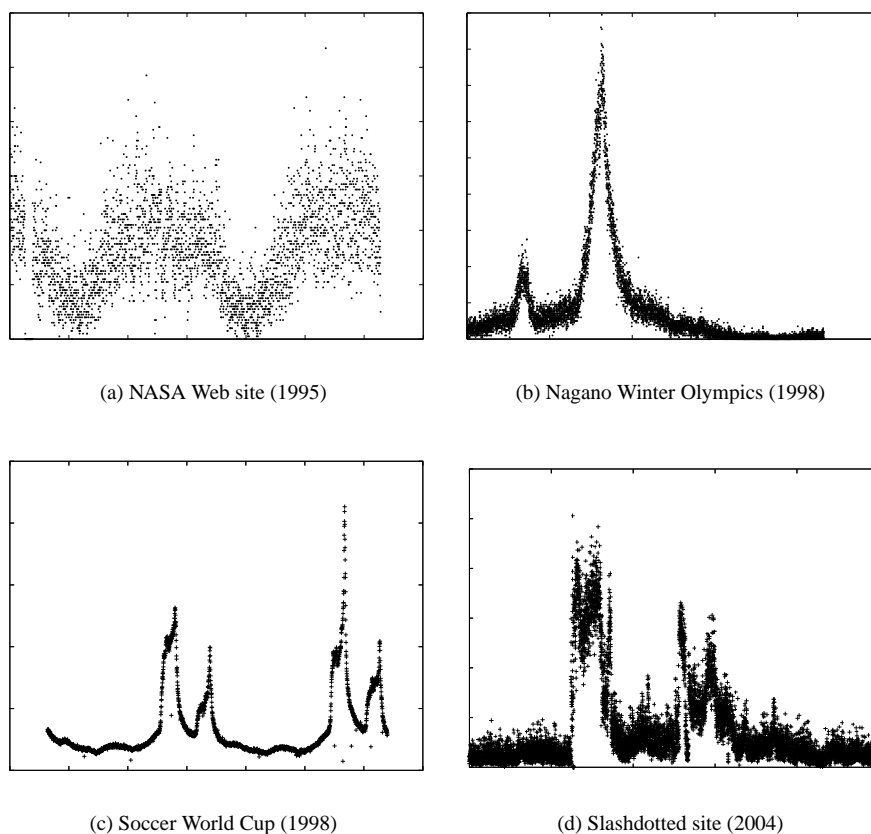 (a) NASA Web site (1995)
(b) Nagano Winter Olympics (1998)
(c) Soccer World Cup (1998)
(d) Slashdotted site (2004)